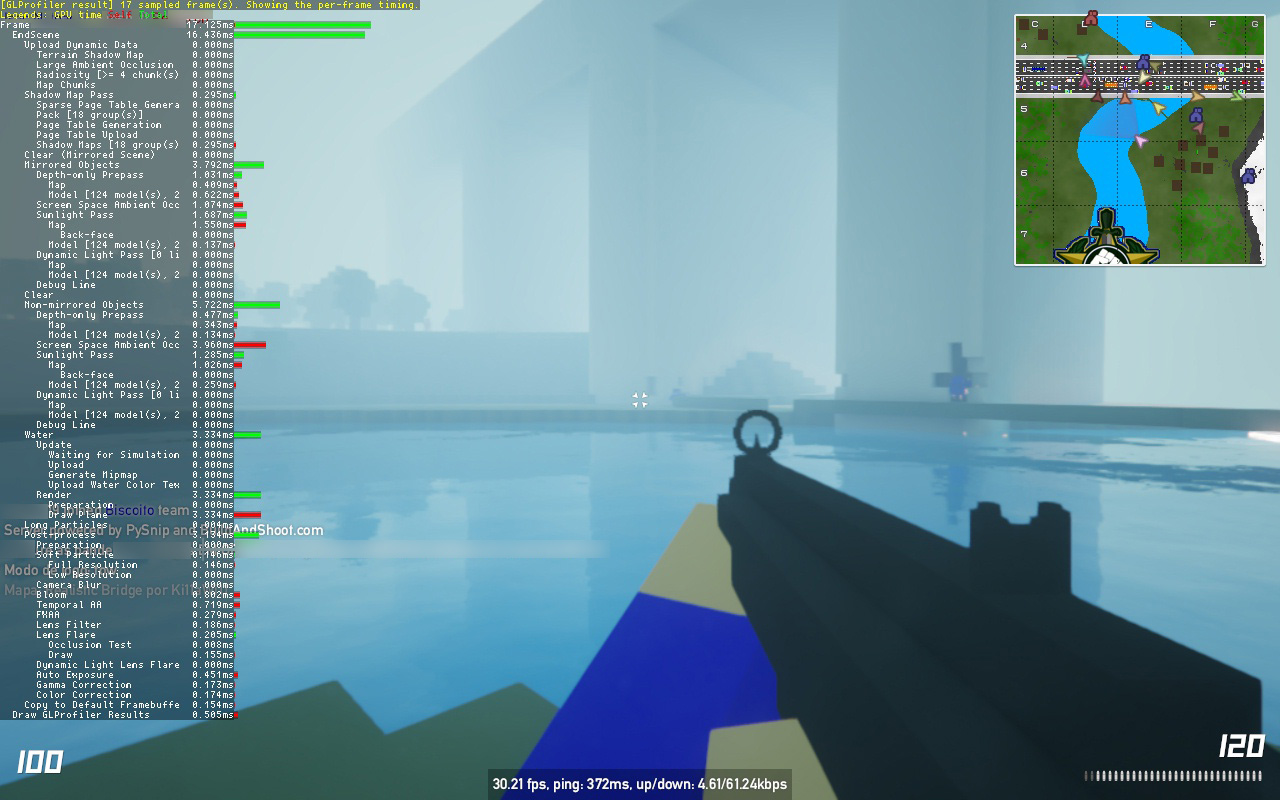 [GLProfiler result] 17 sampled frame(s). Showing the per-frame timing.
Legends: GPU time Self Total
Frame 17.125ms
EndScene 16.436ms
Upload Dynamic Data 0.000ms
Terrain Shadow Map 0.000ms
Large Ambient Occlusion 0.000ms
Radiosity [>= 4 chunk(s) 0.000ms
Map Chunks 0.000ms
Shadow Map Pass 0.295ms
Sparse Page Table Genera 0.000ms
Pack [18 group(s)] 0.000ms
Page Table Generation 0.000ms
Page Table Upload 0.000ms
Shadow Maps [18 group(s) 0.295ms
Clear (Mirrored Scene) 0.000ms
Mirrored Objects 3.792ms
Depth-only Prepass 1.031ms
Map 0.409ms
Model [124 model(s), 2 0.622ms
Screen Space Ambient Occ 1.074ms
Sunlight Pass 1.687ms
Map 1.550ms
Back-face 0.000ms
Model [124 model(s), 2 0.137ms
Dynamic Light Pass [0 li 0.000ms
Map 0.000ms
Model [124 model(s), 2 0.000ms
Debug Line 0.000ms
Clear 0.000ms
Non-mirrored Objects 5.722ms
Depth-only Prepass 0.477ms
Map 0.343ms
Model [124 model(s), 2 0.134ms
Screen Space Ambient Occ 3.960ms
Sunlight Pass 1.285ms
Map 1.026ms
Back-face 0.000ms
Model [124 model(s), 2 0.259ms
Dynamic Light Pass [0 li 0.000ms
Map 0.000ms
Model [124 model(s), 2 0.000ms
Debug Line 0.000ms
Water 3.334ms
Update 0.000ms
Waiting for Simulation 0.000ms
Upload 0.000ms
Generate Mipmap 0.000ms
Upload Water Color Tex 0.000ms
Render 3.334ms
Preparation 0.000ms
Biscoito team
Draw Plane 3.334ms
Long Particles 0.004ms
Server powered by PySnip and BuildAndShoot.com
Post-process 3.134ms
Preparation 0.000ms
Soft Particle 0.146ms
Full Resolution 0.146ms
Modo de
Low Resolution 0.000ms
Camera Blur 0.000ms
Mapa Bridge por
Bloom 0.802ms
Temporal AA 0.719ms
FXAA 0.279ms
Lens Filter 0.186ms
Lens Flare 0.205ms
Occlusion Test 0.008ms
Draw 0.155ms
Dynamic Light Lens Flare 0.000ms
Auto Exposure 0.451ms
Gamma Correction 0.173ms
Color Correction 0.174ms
Copy to Default Framebuffe 0.154ms
Draw GLProfiler Results 0.505ms
C E F G
4
5
6
7
100
120
30.21 fps, ping: 372ms, up/down: 4.61/61.24kbps